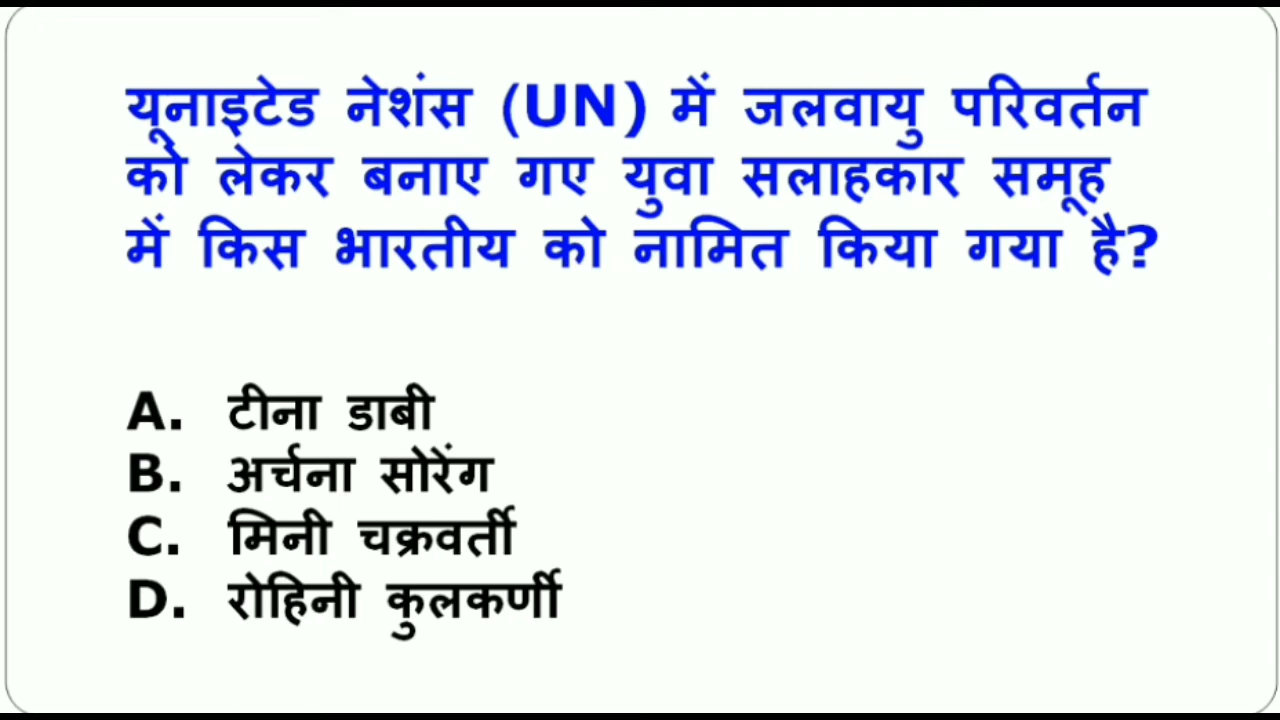 यूनाइटेड नेशंस (UN) में जलवायु परिवर्तन
को लेकर बनाए गए युवा सलाहकार समूह
में किस भारतीय को नामित किया गया है?
A. टीना डाबी
B. अर्चना सोरेंग
C. मिनी चक्रवर्ती
D. रोहिनी कुलकर्णी